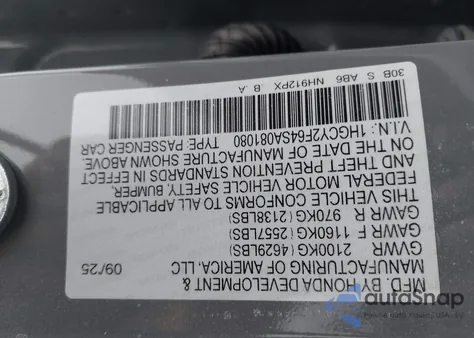 MFD. BY HONDA DEVELOPMENT &
MANUFACTURING OF AMERICA, LLC
09/25
GVWR 2100KG (4629LBS)
GAWR F 1160KG (2557LBS)
GAWR R 970KG (2138LBS)
THIS VEHICLE CONFORMS TO ALL APPLICABLE
FEDERAL MOTOR VEHICLE SAFETY, BUMPER,
AND THEFT PREVENTION STANDARDS IN EFFECT
ON THE DATE OF MANUFACTURE SHOWN ABOVE.
V.I.N.: 1HGCY2F64SA081080 TYPE: PASSENGER CAR
30B S AB6 NH912PX B A
autoSnap